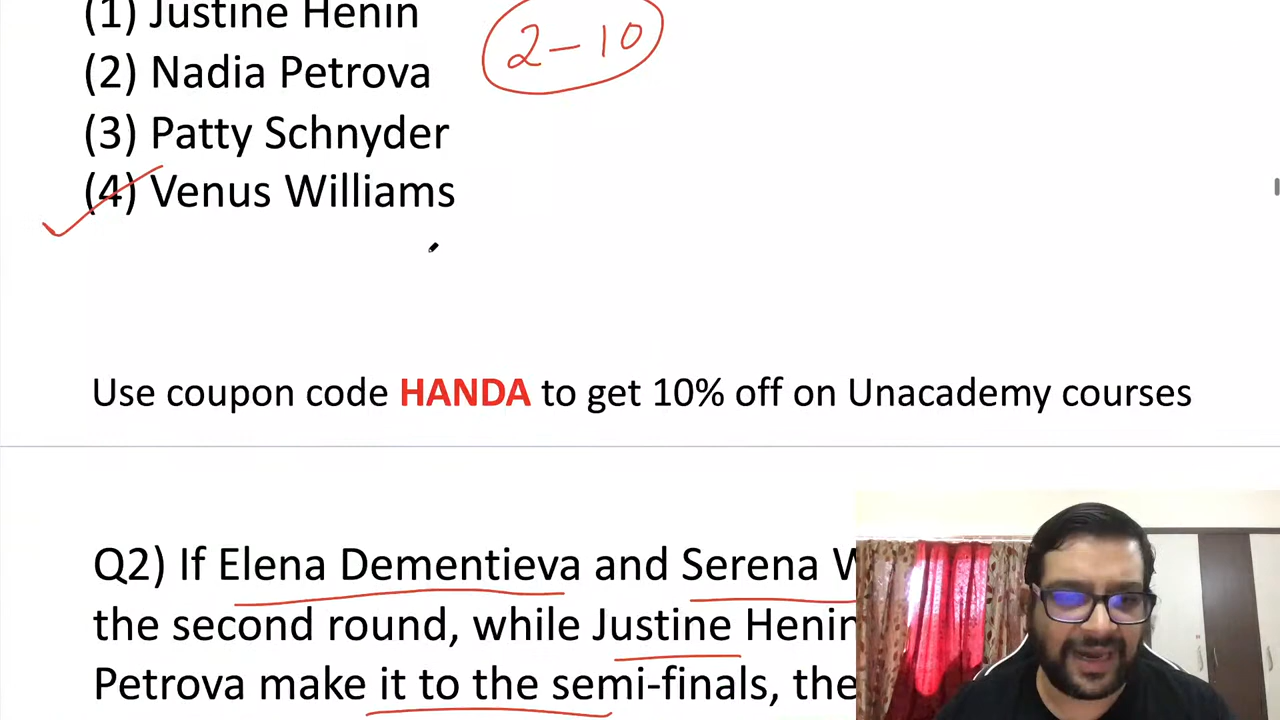 (1) Justine Henin
2-10
(2) Nadia Petrova
(3) Patty Schnyder
(4) Venus Williams
Use coupon code HANDA to get 10% off on Unacademy courses
Q2) If Elena Dementieva and Serena W
the second round, while Justine Henin
Petrova make it to the semi-finals, the